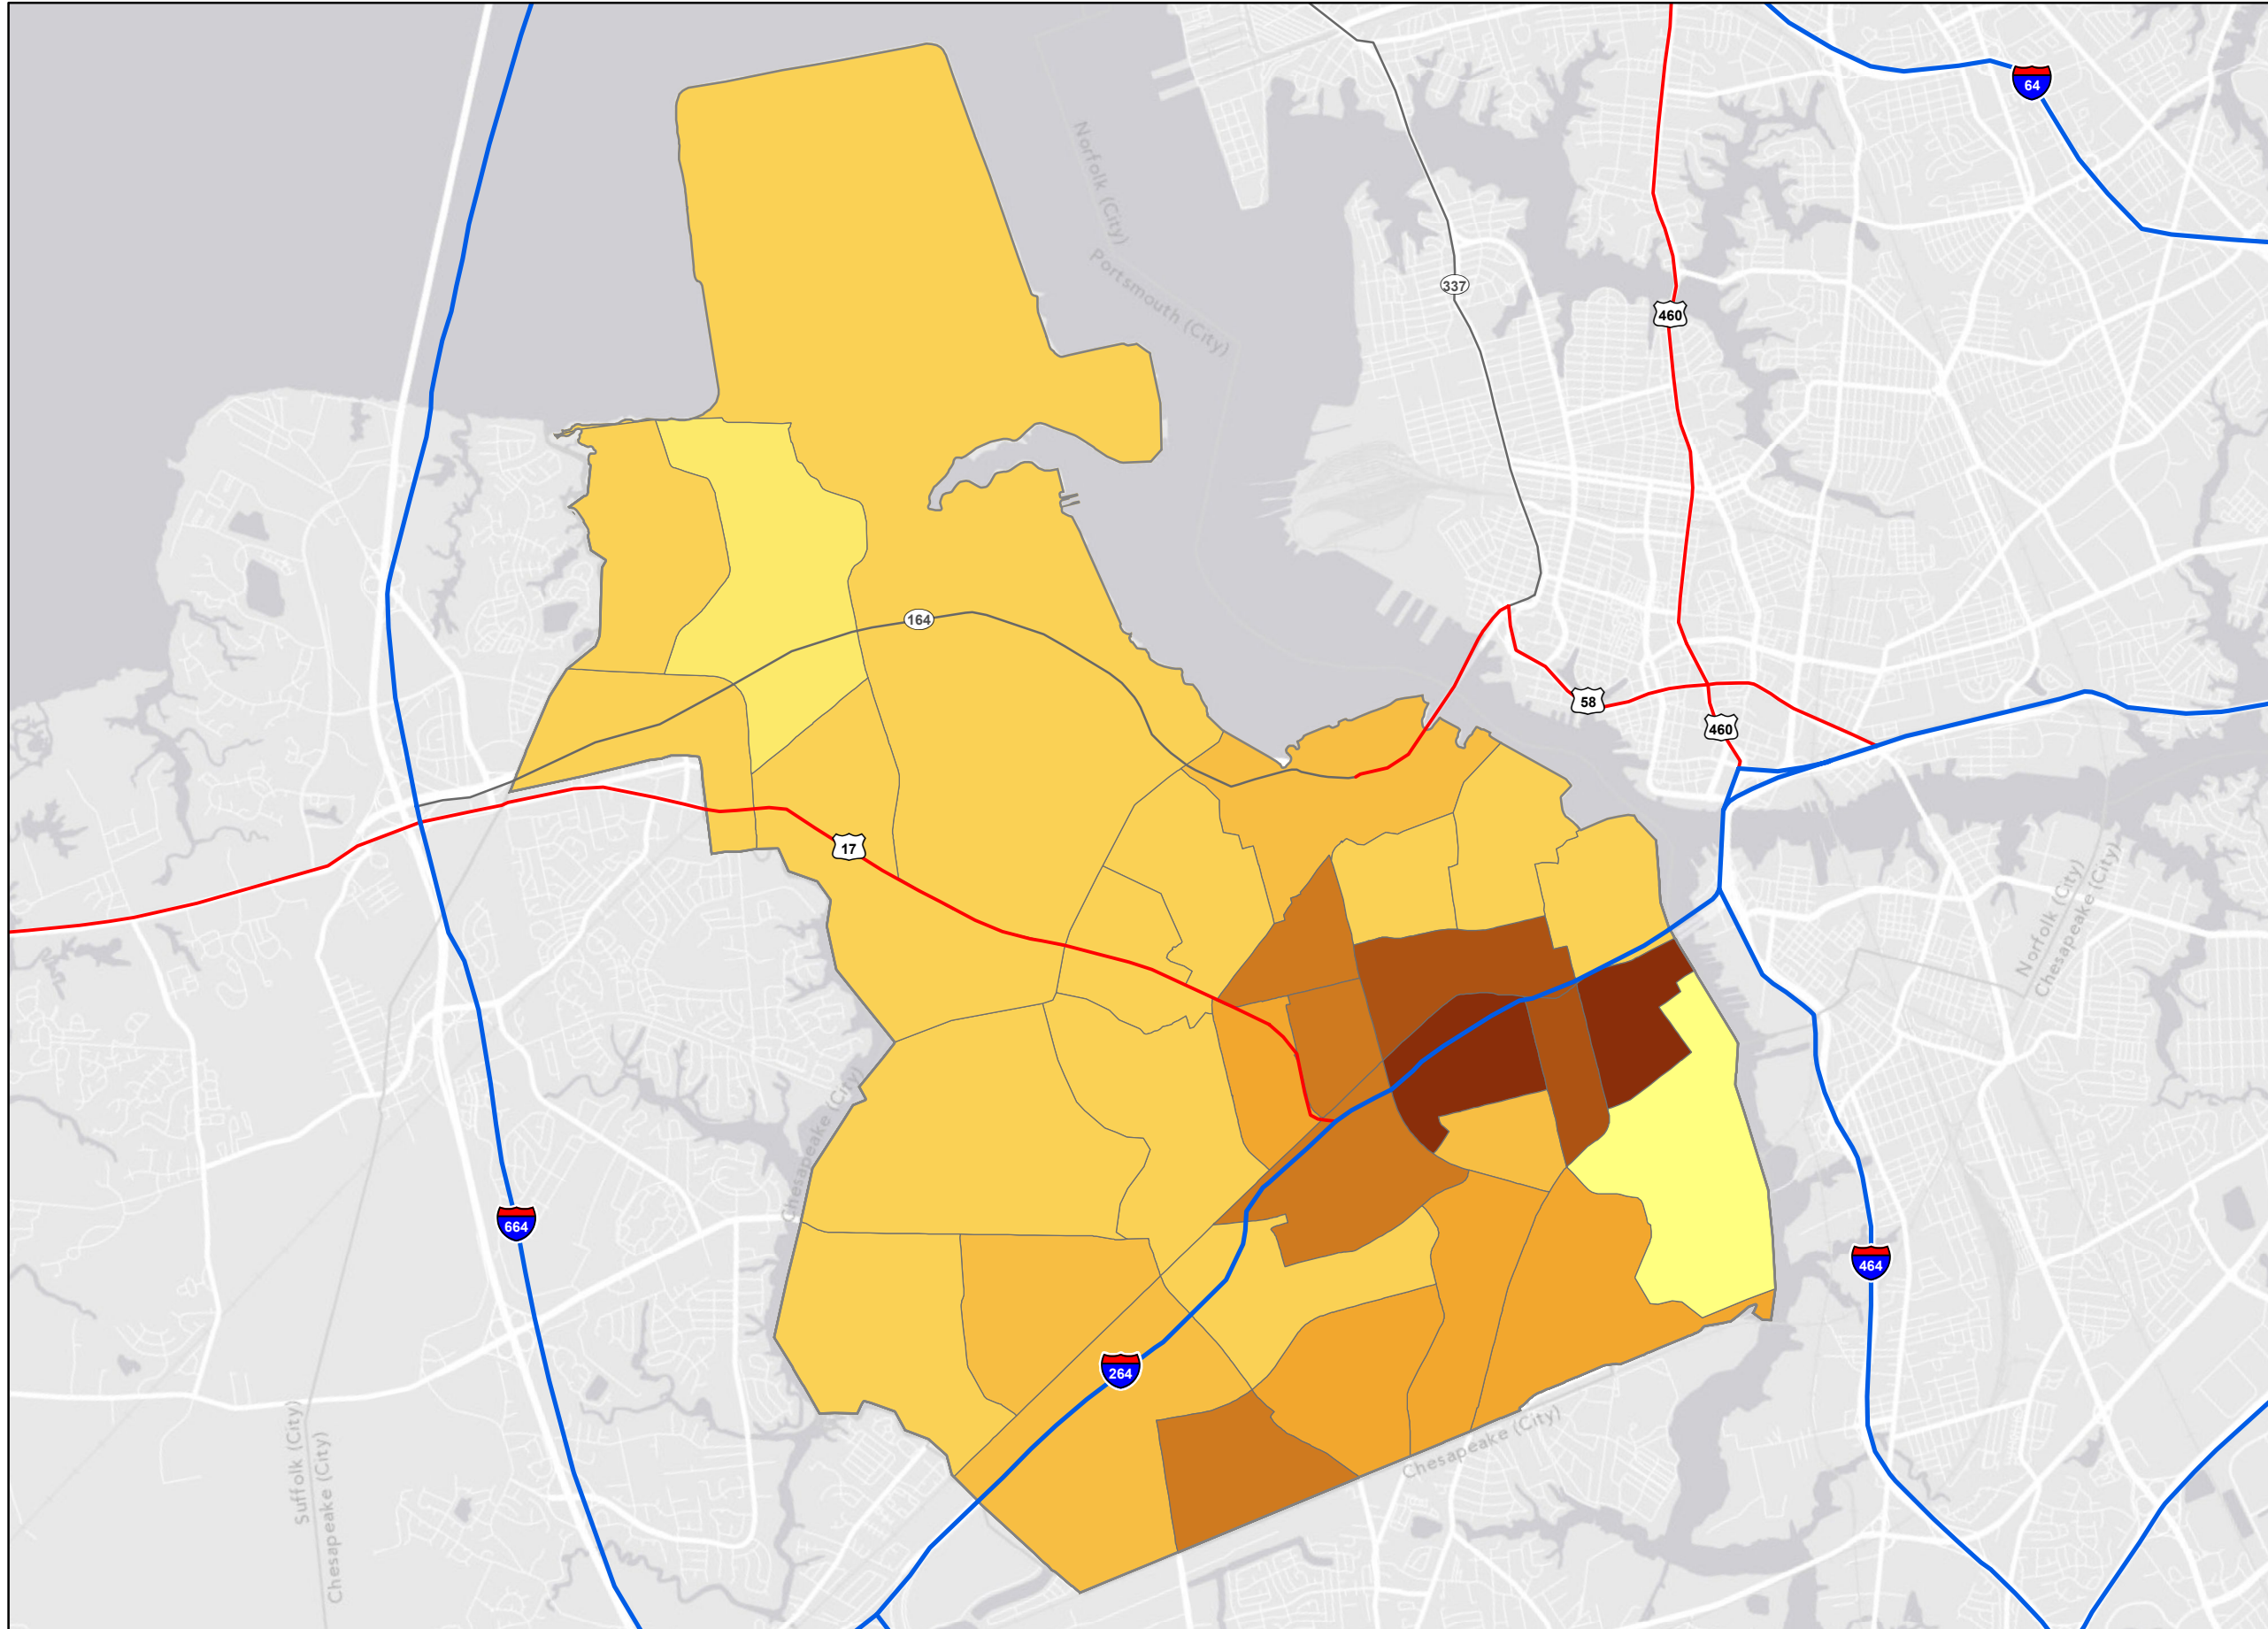 64
Norfolk (City)
Portsmouth (City)
337
460
164
58
460
17
Norfolk (City)
Chesapeake (City)
Chesapeake (City)
664
464
264
Chesapeake (City)
Suffolk (City)
Chesapeake (City)